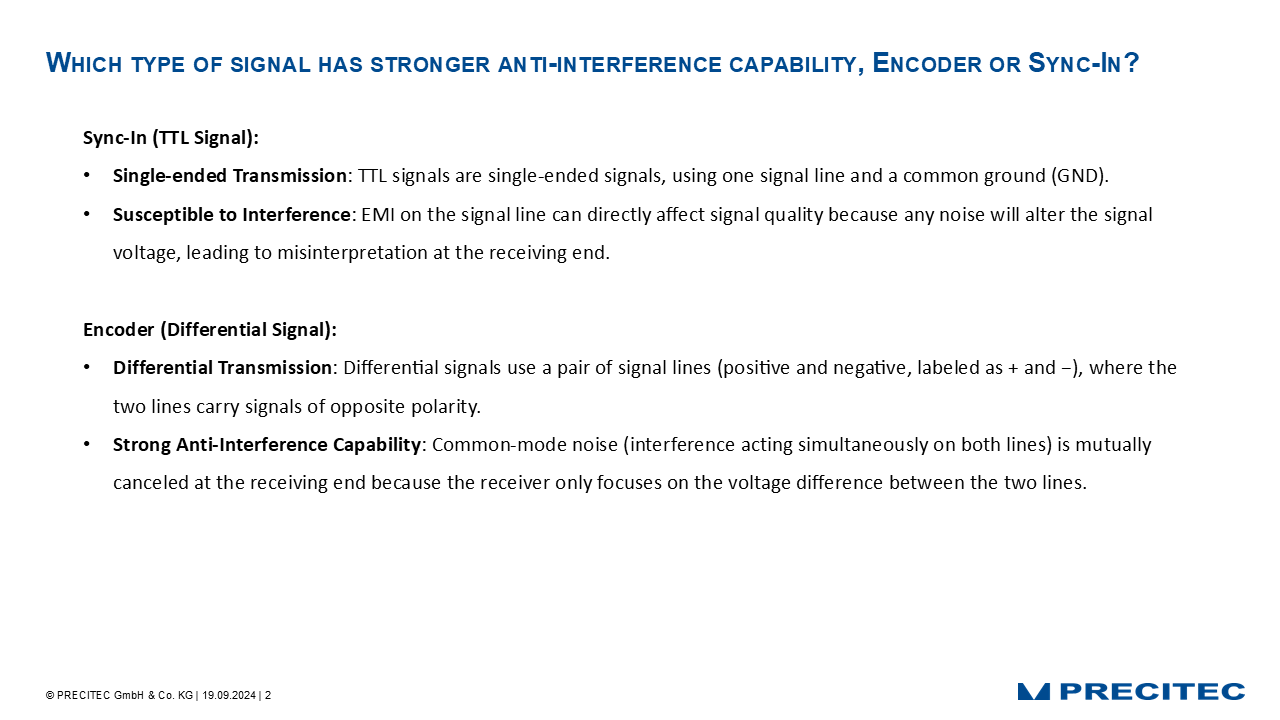 Which type of signal has stronger anti-interference capability, Encoder or Sync-In?
Sync-In (TTL Signal):
• Single-ended Transmission: TTL signals are single-ended signals, using one signal line and a common ground (GND).
• Susceptible to Interference: EMI on the signal line can directly affect signal quality because any noise will alter the signal
voltage, leading to misinterpretation at the receiving end.
Encoder (Differential Signal):
• Differential Transmission: Differential signals use a pair of signal lines (positive and negative, labeled as + and −), where the
two lines carry signals of opposite polarity.
• Strong Anti-Interference Capability: Common-mode noise (interference acting simultaneously on both lines) is mutually
canceled at the receiving end because the receiver only focuses on the voltage difference between the two lines.
© PRECITEC GmbH & Co. KG | 19.09.2024 | 2
PRECITEC